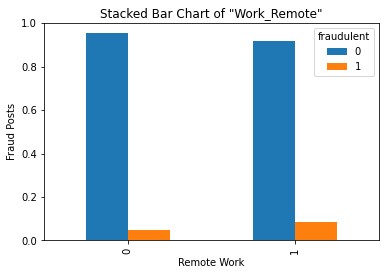 Stacked Bar Chart of "Work_Remote"
fraudulent
0
1
1.0
0.8
0.6
0.4
0.2
0.0
Fraud Posts
0
1
Remote Work